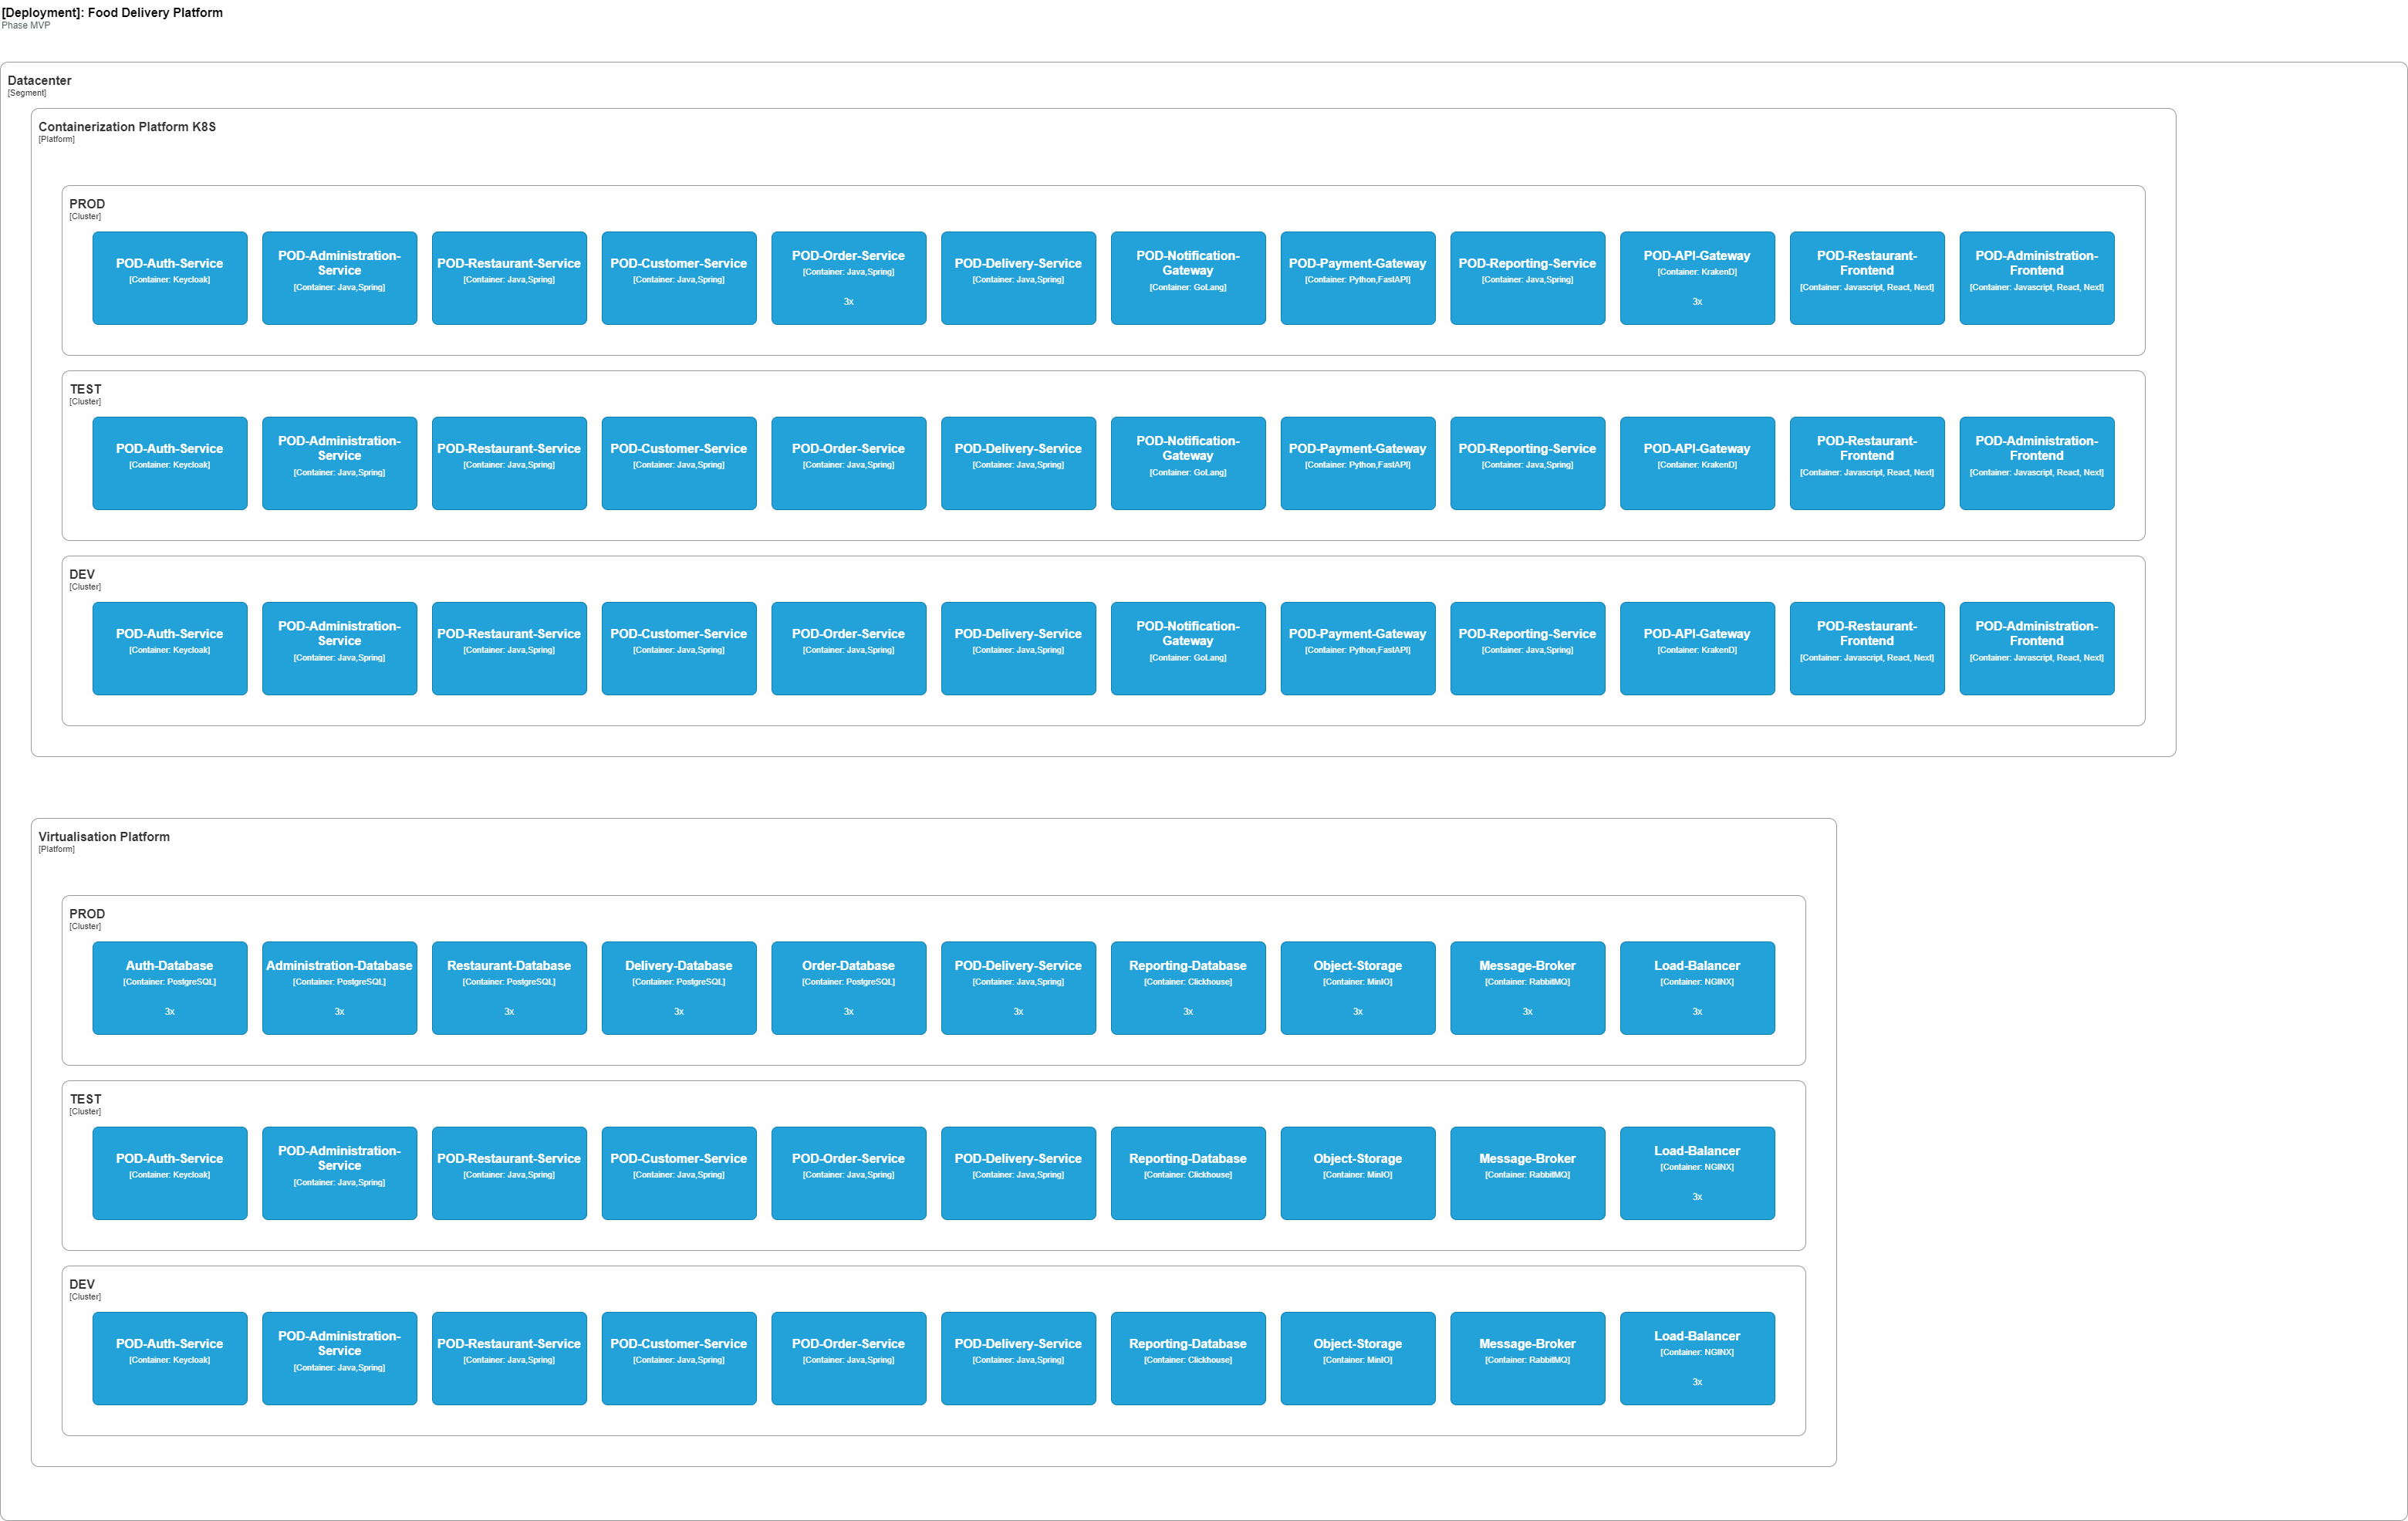 [Deployment]: Food Delivery Platform
Phase MVP
Datacenter
[Segment]
Containerization Platform K8S
[Platform]
PROD
[Cluster]
POD-Auth-Service
[Container: Keycloak]
POD-Administration-
Service
[Container: Java,Spring]
POD-Restaurant-Service
[Container: Java,Spring]
POD-Customer-Service
[Container: Java,Spring]
POD-Order-Service
[Container: Java,Spring]
3x
POD-Delivery-Service
[Container: Java,Spring]
POD-Notification-
Gateway
[Container: GoLang]
POD-Payment-Gateway
[Container: Python,FastAPI]
POD-Reporting-Service
[Container: Java,Spring]
POD-API-Gateway
[Container: KrakenD]
3x
POD-Restaurant-
Frontend
[Container: Javascript, React, Next]
POD-Administration-
Frontend
[Container: Javascript, React, Next]
TEST
[Cluster]
POD-Auth-Service
[Container: Keycloak]
POD-Administration-
Service
[Container: Java,Spring]
POD-Restaurant-Service
[Container: Java,Spring]
POD-Customer-Service
[Container: Java,Spring]
POD-Order-Service
[Container: Java,Spring]
POD-Delivery-Service
[Container: Java,Spring]
POD-Notification-
Gateway
[Container: GoLang]
POD-Payment-Gateway
[Container: Python,FastAPI]
POD-Reporting-Service
[Container: Java,Spring]
POD-API-Gateway
[Container: KrakenD]
POD-Restaurant-
Frontend
[Container: Javascript, React, Next]
POD-Administration-
Frontend
[Container: Javascript, React, Next]
DEV
[Cluster]
POD-Auth-Service
[Container: Keycloak]
POD-Administration-
Service
[Container: Java,Spring]
POD-Restaurant-Service
[Container: Java,Spring]
POD-Customer-Service
[Container: Java,Spring]
POD-Order-Service
[Container: Java,Spring]
POD-Delivery-Service
[Container: Java,Spring]
POD-Notification-
Gateway
[Container: GoLang]
POD-Payment-Gateway
[Container: Python,FastAPI]
POD-Reporting-Service
[Container: Java,Spring]
POD-API-Gateway
[Container: KrakenD]
POD-Restaurant-
Frontend
[Container: Javascript, React, Next]
POD-Administration-
Frontend
[Container: Javascript, React, Next]
Virtualisation Platform
[Platform]
PROD
[Cluster]
Auth-Database
[Container: PostgreSQL]
3x
Administration-Database
[Container: PostgreSQL]
3x
Restaurant-Database
[Container: PostgreSQL]
3x
Delivery-Database
[Container: PostgreSQL]
3x
Order-Database
[Container: PostgreSQL]
3x
POD-Delivery-Service
[Container: Java,Spring]
3x
Reporting-Database
[Container: Clickhouse]
3x
Object-Storage
[Container: MinIO]
3x
Message-Broker
[Container: RabbitMQ]
3x
Load-Balancer
[Container: NGINX]
3x
TEST
[Cluster]
POD-Auth-Service
[Container: Keycloak]
POD-Administration-
Service
[Container: Java,Spring]
POD-Restaurant-Service
[Container: Java,Spring]
POD-Customer-Service
[Container: Java,Spring]
POD-Order-Service
[Container: Java,Spring]
POD-Delivery-Service
[Container: Java,Spring]
Reporting-Database
[Container: Clickhouse]
Object-Storage
[Container: MinIO]
Message-Broker
[Container: RabbitMQ]
Load-Balancer
[Container: NGINX]
3x
DEV
[Cluster]
POD-Auth-Service
[Container: Keycloak]
POD-Administration-
Service
[Container: Java,Spring]
POD-Restaurant-Service
[Container: Java,Spring]
POD-Customer-Service
[Container: Java,Spring]
POD-Order-Service
[Container: Java,Spring]
POD-Delivery-Service
[Container: Java,Spring]
Reporting-Database
[Container: Clickhouse]
Object-Storage
[Container: MinIO]
Message-Broker
[Container: RabbitMQ]
Load-Balancer
[Container: NGINX]
3x